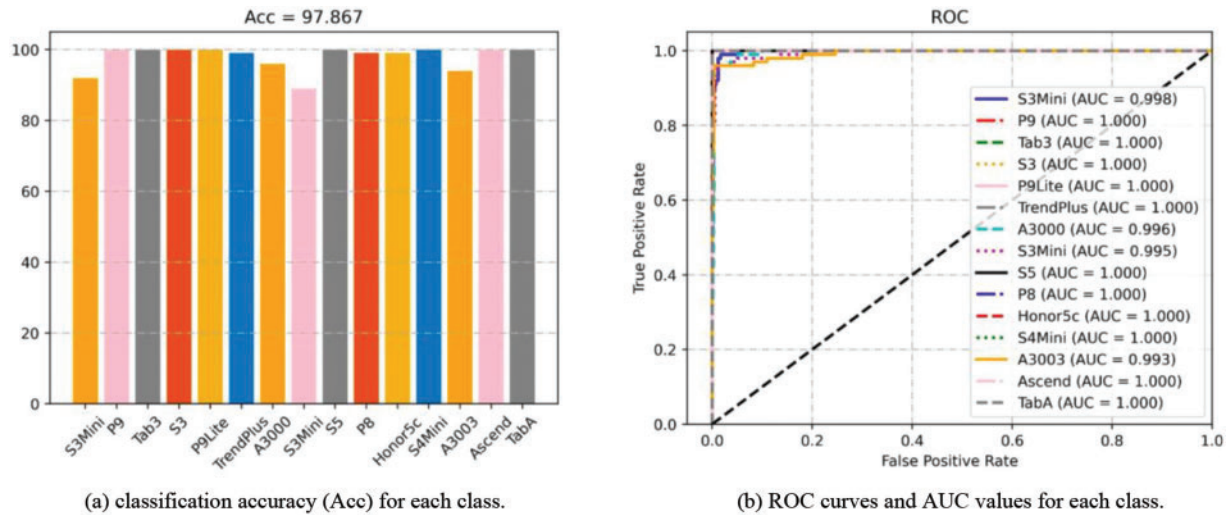 Acc = 97.867
100
80
60
40
20
0
S3Mini
P9
Tab3
S3
P9Lite
TrendPlus
A3000
S3Mini
S5
P8
Honor5c
S4Mini
A3003
Ascend
TabA
(a) classification accuracy (Acc) for each class.
ROC
True Positive Rate
1.0
0.8
0.6
0.4
0.2
0.0
S3Mini (AUC = 0.998)
P9 (AUC = 1.000)
Tab3 (AUC = 1.000)
S3 (AUC = 1.000)
P9Lite (AUC = 1.000)
TrendPlus (AUC = 1.000)
A3000 (AUC = 0.996)
S3Mini (AUC = 0.995)
S5 (AUC = 1.000)
P8 (AUC = 1.000)
Honor5c (AUC = 1.000)
S4Mini (AUC = 1.000)
A3003 (AUC = 0.993)
Ascend (AUC = 1.000)
TabA (AUC = 1.000)
0.0 0.2 0.4 0.6 0.8 1.0
False Positive Rate
(b) ROC curves and AUC values for each class.